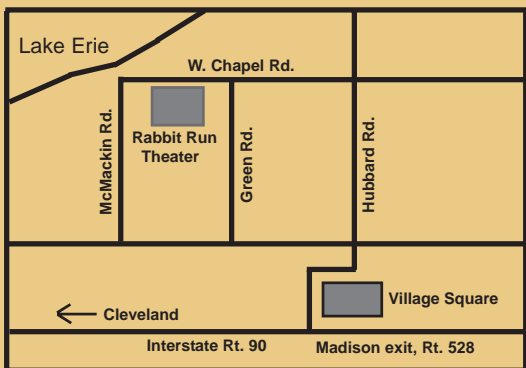 Lake Erie
W. Chapel Rd.
McMackin Rd.
Rabbit Run
Theater
Green Rd.
Hubbard Rd.
Village Square
Cleveland
Interstate Rt. 90
Madison exit, Rt. 528